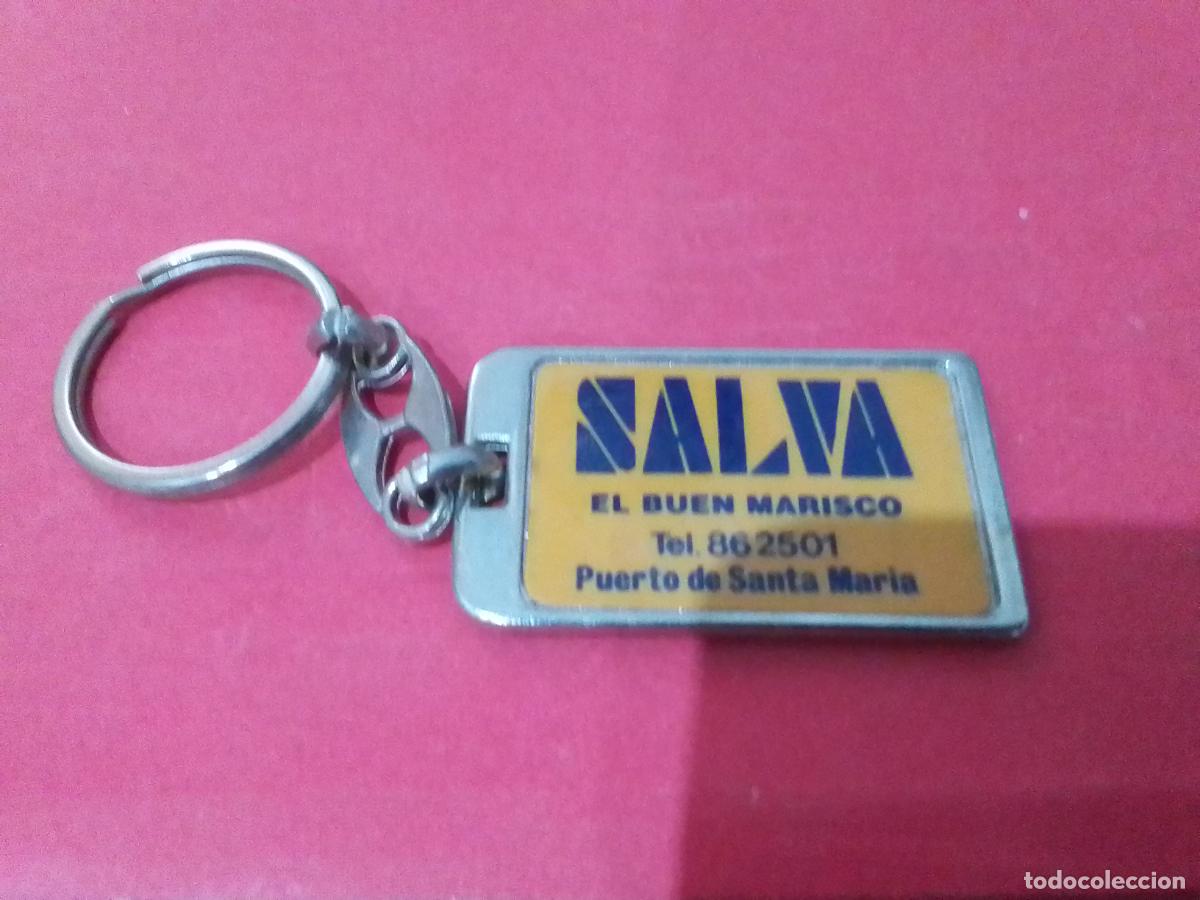 SALVA
EL BUEN MARISCO
Tel. 862501
Puerto de Santa Maria
todocoleccion